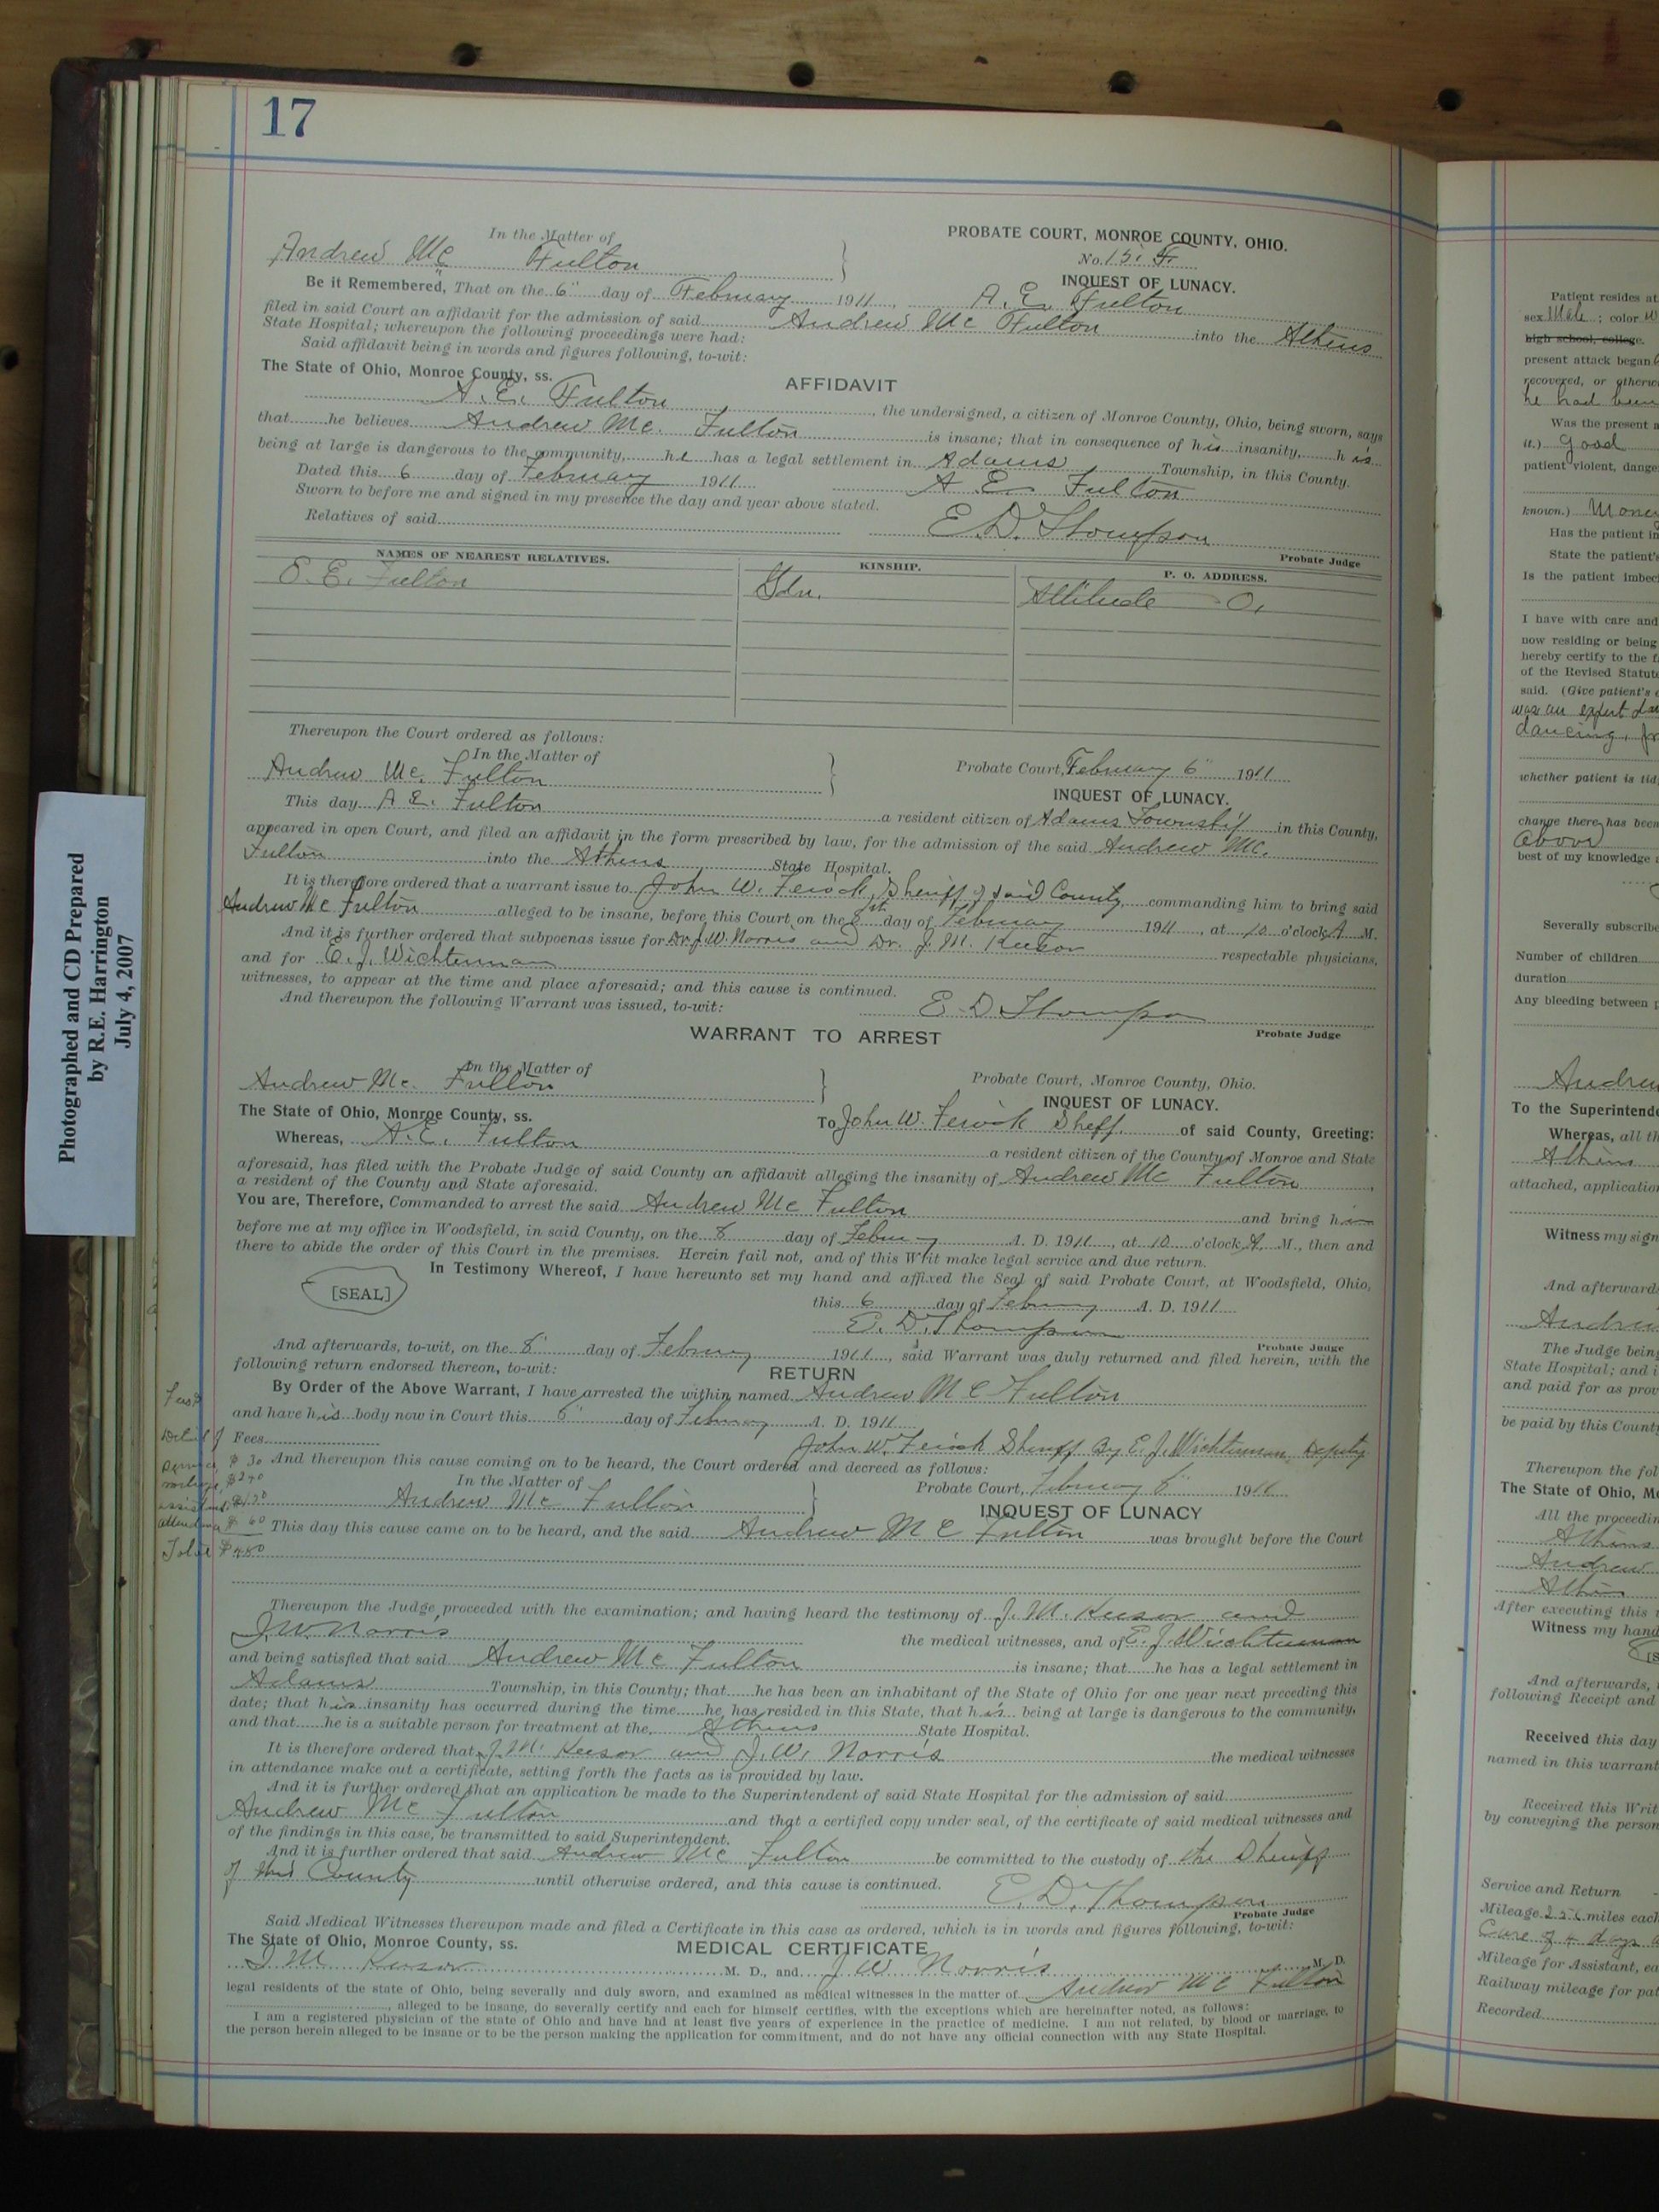 17
In the Matter of
Andrew Mc Fulton
PROBATE COURT, MONROE COUNTY, OHIO.
No.
INQUEST OF LUNACY.
Be it Remembered, That on the 6" day of February 1911, A. E. Fulton
filed in said Court an affidavit for the admission of said Andrew Mc Fulton into the Athens
State Hospital; whereupon the following proceedings were had:
Said affidavit being in words and figures following, to-wit:
The State of Ohio, Monroe County, ss.
AFFIDAVIT
A. E. Fulton, the undersigned, a citizen of Monroe County, Ohio, being sworn, says
that he believes Andrew Mc. Fulton is insane; that in consequence of his insanity, his
being at large is dangerous to the community, he has a legal settlement in Adams Township, in this County.
Dated this 6 day of February 1911 A E. Fulton
Sworn to before me and signed in my presence the day and year above stated.
Relatives of said E. D. Thompson
Probate Judge
NAMES OF NEAREST RELATIVES. KINSHIP. P. O. ADDRESS.
E. Fulton Gdn. Altitude O.
Thereupon the Court ordered as follows:
In the Matter of
Andrew Mc. Fulton
Probate Court, February 6" 1911
INQUEST OF LUNACY.
This day A E. Fulton a resident citizen of Adams Township in this County,
appeared in open Court, and filed an affidavit in the form prescribed by law, for the admission of the said Andrew Mc.
Fulton into the Athens State Hospital.
It is therefore ordered that a warrant issue to John W. Sheriff of said County, commanding him to bring said
Andrew Mc Fulton alleged to be insane, before this Court on the 8 day of February 1911, at 10 o'clock A M.
And it is further ordered that subpoenas issue for Dr. J. W. Norris and Dr. J. M. respectable physicians,
and for E. J. Wichterman
witnesses, to appear at the time and place aforesaid; and this cause is continued.
And thereupon the following Warrant was issued, to-wit: E D Thompson
Probate Judge
WARRANT TO ARREST
In the Matter of
Andrew Mc. Fulton
Probate Court, Monroe County, Ohio.
INQUEST OF LUNACY.
The State of Ohio, Monroe County, ss. To John W. Sheff. of said County, Greeting:
Whereas, A. E. Fulton a resident citizen of the County of Monroe and State
aforesaid, has filed with the Probate Judge of said County an affidavit alleging the insanity of Andrew Mc Fulton,
a resident of the County and State aforesaid.
You are, Therefore, Commanded to arrest the said Andrew Mc Fulton and bring him
before me at my office in Woodsfield, in said County, on the 8 day of February A. D. 1911, at 10 o'clock A. M., then and
there to abide the order of this Court in the premises. Herein fail not, and of this Writ make legal service and due return.
In Testimony Whereof, I have hereunto set my hand and affixed the Seal of said Probate Court, at Woodsfield, Ohio,
[SEAL]
this 6 day of February A. D. 1911
E. D. Thompson
Probate Judge
And afterwards, to-wit, on the 8" day of February 1911, said Warrant was duly returned and filed herein, with the
following return endorsed thereon, to-wit:
RETURN
By Order of the Above Warrant, I have arrested the within named Andrew Mc Fulton
and have his body now in Court this day of February A. D. 1911
Fees John W. Sheriff By E. J. Wichterman Deputy
Total $4.80
And thereupon this cause coming on to be heard, the Court ordered and decreed as follows:
In the Matter of
Andrew Mc Fulton
Probate Court, February 8" 1911
INQUEST OF LUNACY
This day this cause came on to be heard, and the said Andrew Mc Fulton was brought before the Court
Thereupon the Judge proceeded with the examination; and having heard the testimony of J. M. and
J. W. Norris the medical witnesses, and of E. J. Wichterman
and being satisfied that said Andrew Mc Fulton is insane; that he has a legal settlement in
Adams Township, in this County; that he has been an inhabitant of the State of Ohio for one year next preceding this
date; that his insanity has occurred during the time he has resided in this State, that his being at large is dangerous to the community,
and that he is a suitable person for treatment at the Athens State Hospital.
It is therefore ordered that J. M. and J. W. Norris the medical witnesses
in attendance make out a certificate, setting forth the facts as is provided by law.
And it is further ordered that an application be made to the Superintendent of said State Hospital for the admission of said
Andrew Mc Fulton and that a certified copy under seal, of the certificate of said medical witnesses and
of the findings in this case, be transmitted to said Superintendent.
And it is further ordered that said Andrew Mc Fulton be committed to the custody of the Sheriff
of this County until otherwise ordered, and this cause is continued.
E. D. Thompson
Probate Judge
Said Medical Witnesses thereupon made and filed a Certificate in this case as ordered, which is in words and figures following, to-wit:
The State of Ohio, Monroe County, ss.
MEDICAL CERTIFICATE
M. D., and J W Norris M. D.
legal residents of the state of Ohio, being severally and duly sworn, and examined as medical witnesses in the matter of Andrew Mc Fulton
, alleged to be insane, do severally certify and each for himself certifies, with the exceptions which are hereinafter noted, as follows:
I am a registered physician of the state of Ohio and have had at least five years of experience in the practice of medicine. I am not related, by blood or marriage, to
the person herein alleged to be insane or to be the person making the application for commitment, and do not have any official connection with any State Hospital.
Photographed and CD Prepared
by R.E. Harrington
July 4, 2007
Patient resides at
sex Male; color W
high school, college.
present attack began
recovered, or otherwi
he had been
Was the present a
it.) Good
patient violent, dange
known.)
Has the patient in
State the patient's
Is the patient imbec
I have with care and
now residing or being
hereby certify to the f
of the Revised Statut
said. (Give patient's
was an expert
dancing,
whether patient is tid
change there has been
above
best of my knowledge
Severally subscribe
Number of children
duration
Any bleeding between
Andrew
To the Superintende
Whereas, all th
Athens
attached, application
Witness my sign
And afterward
Andrew
The Judge being
State Hospital; and i
and paid for as prov
be paid by this County
Thereupon the fol
The State of Ohio, Mo
All the proceedin
Athens
Andrew
Athens
After executing this
Witness my hand
And afterwards,
following Receipt and
Received this day
named in this warrant
Received this Writ
by conveying the person
Service and Return
Mileage miles each
Care of 4 days
Mileage for Assistant, ea
Railway mileage for pat
Recorded